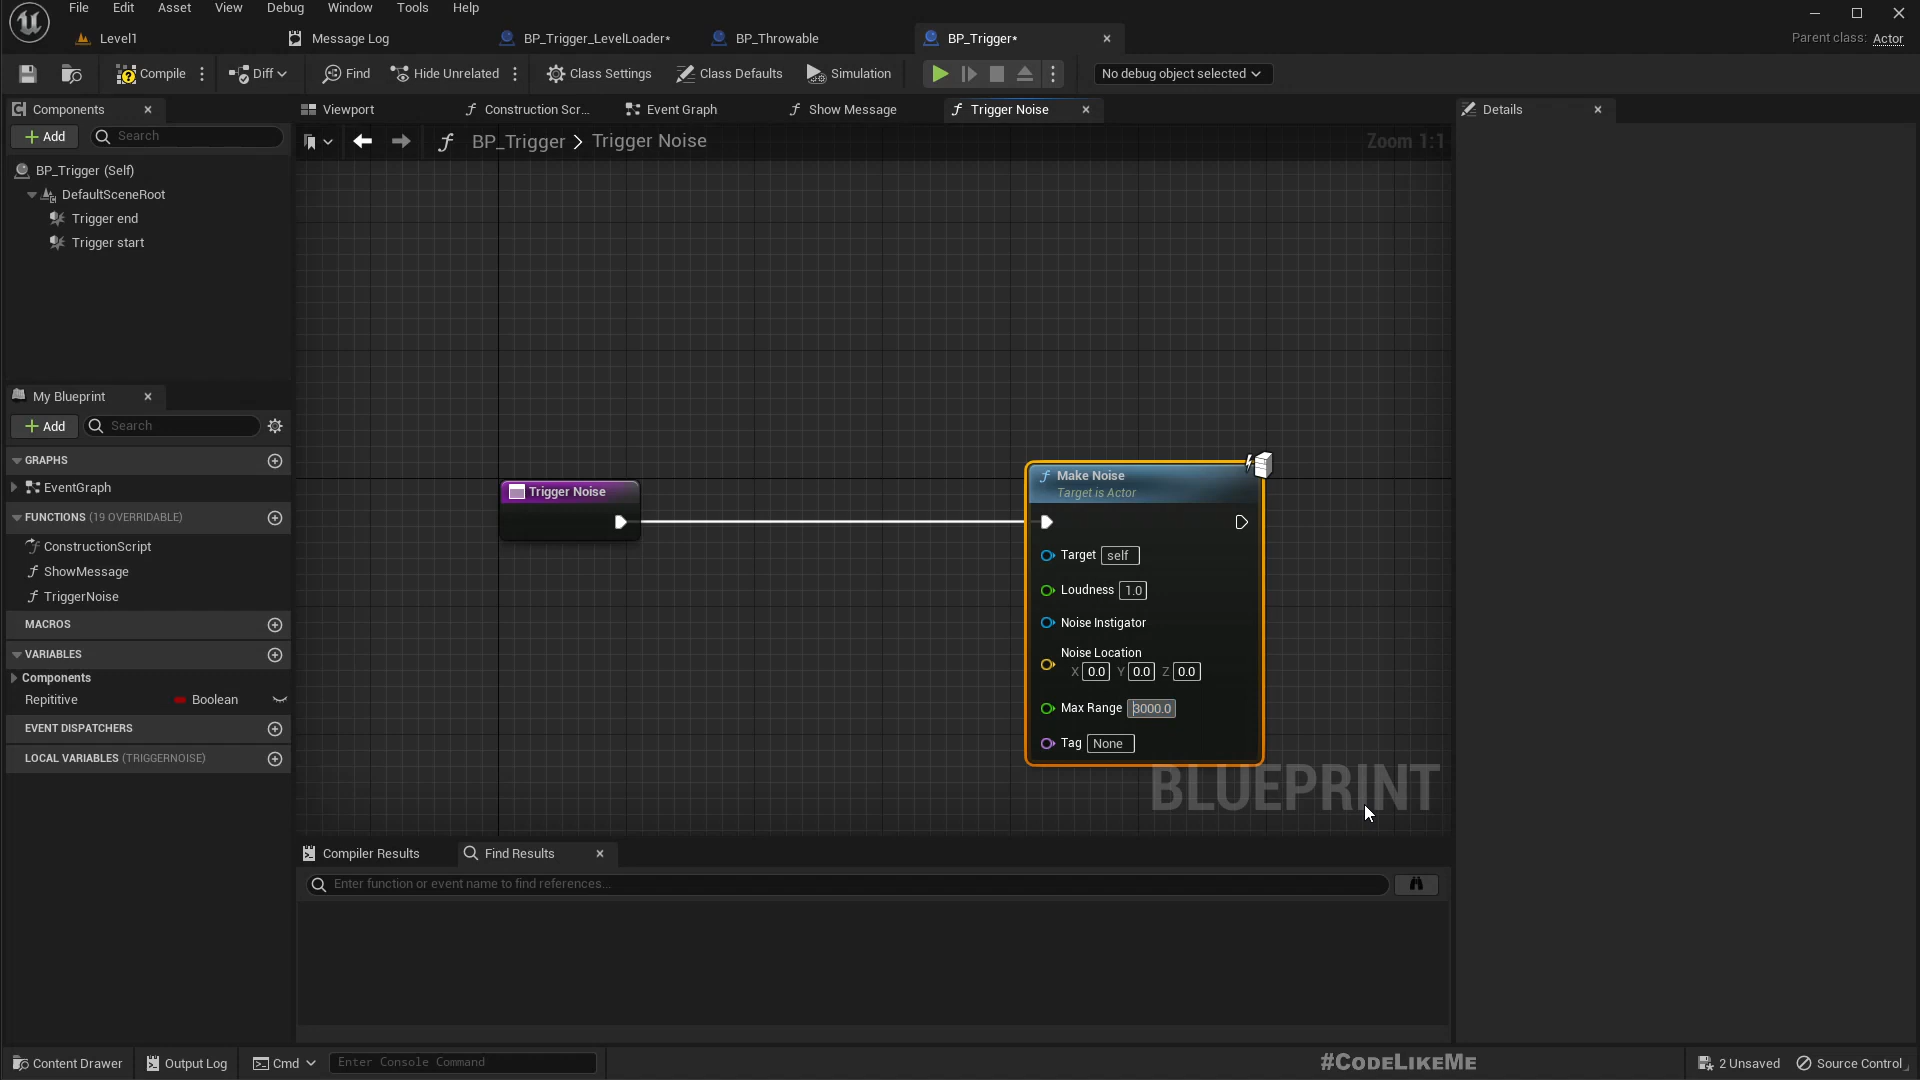 File Edit Asset View Debug Window Tools Help
Level1 Message Log BP_Trigger_LevelLoader* BP_Throwable BP_Trigger* Parent class: Actor
Compile Diff Find Hide Unrelated Class Settings Class Defaults Simulation No debug object selected
Components Viewport Construction Scr... Event Graph Show Message Trigger Noise Details
Add Search
BP_Trigger > Trigger Noise Zoom 1:1
BP_Trigger (Self)
DefaultSceneRoot
Trigger end
Trigger start
My Blueprint
Add Search
GRAPHS
EventGraph
FUNCTIONS (19 OVERRIDABLE)
ConstructionScript
ShowMessage
TriggerNoise
MACROS
VARIABLES
Components
Repititive Boolean
EVENT DISPATCHERS
LOCAL VARIABLES (TRIGGERNOISE)
Trigger Noise
Make Noise
Target is Actor
Target self
Loudness 1.0
Noise Instigator
Noise Location
X 0.0 Y 0.0 Z 0.0
Max Range 3000.0
Tag None
BLUEPRINT
Compiler Results Find Results
Enter function or event name to find references...
Content Drawer Output Log Cmd Enter Console Command #CODELIKEME 2 Unsaved Source Control